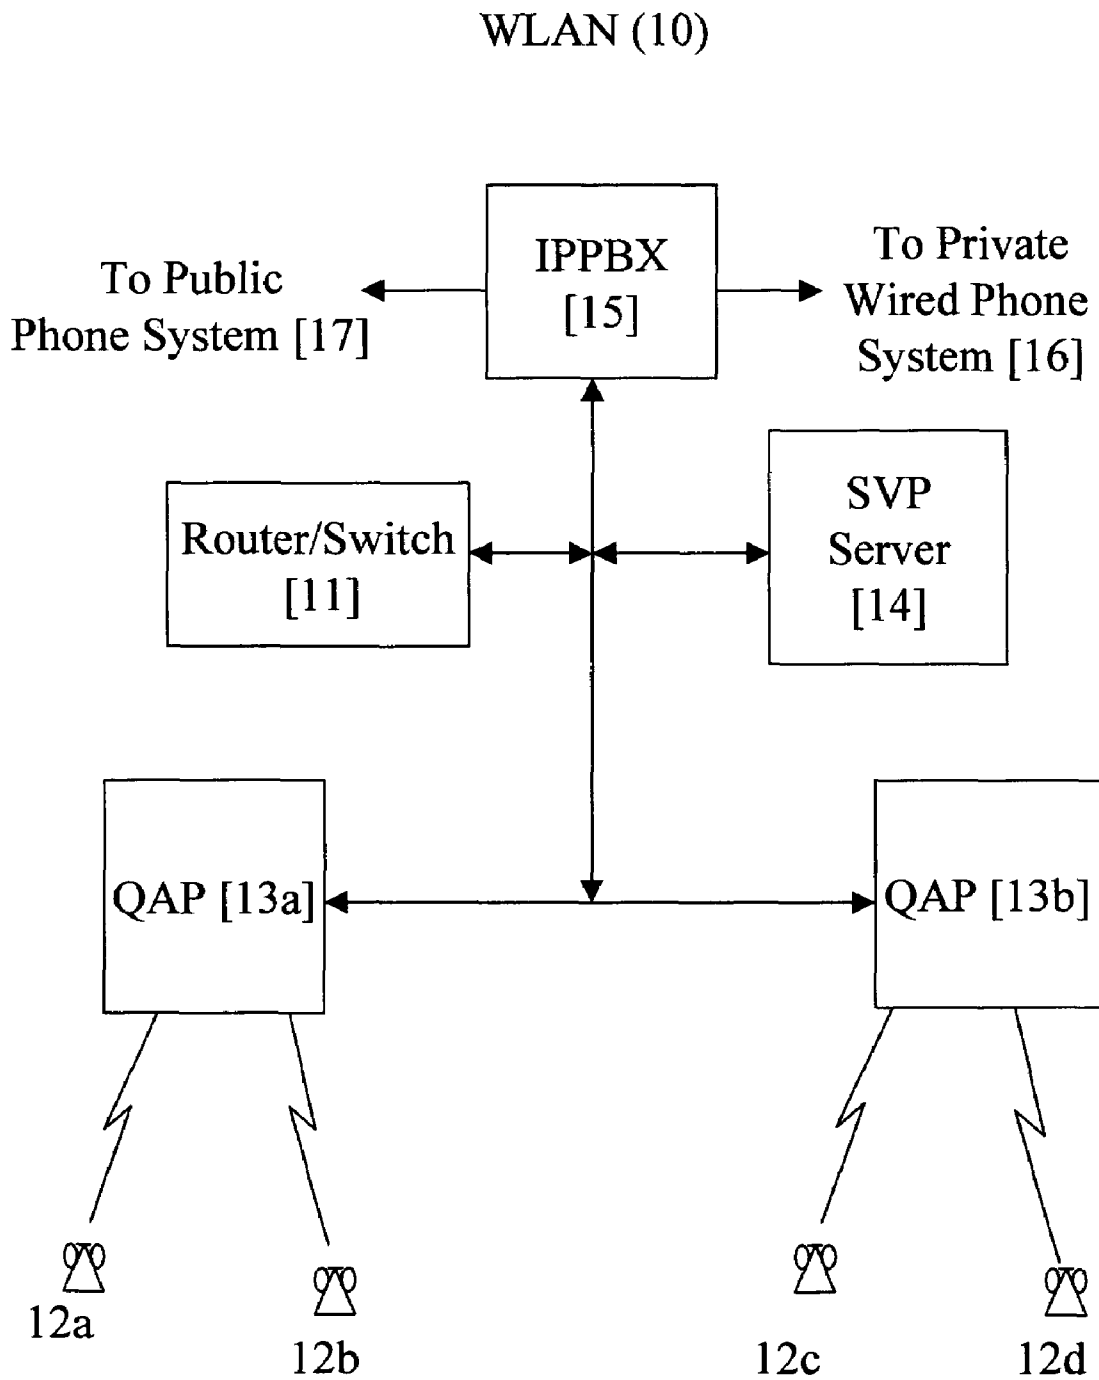 WLAN (10)
IPPBX
[15]
To Public
Phone System [17]
To Private
Wired Phone
System [16]
Router/Switch
[11]
SVP
Server
[14]
QAP [13a]
QAP [13b]
12a
12b
12c
12d